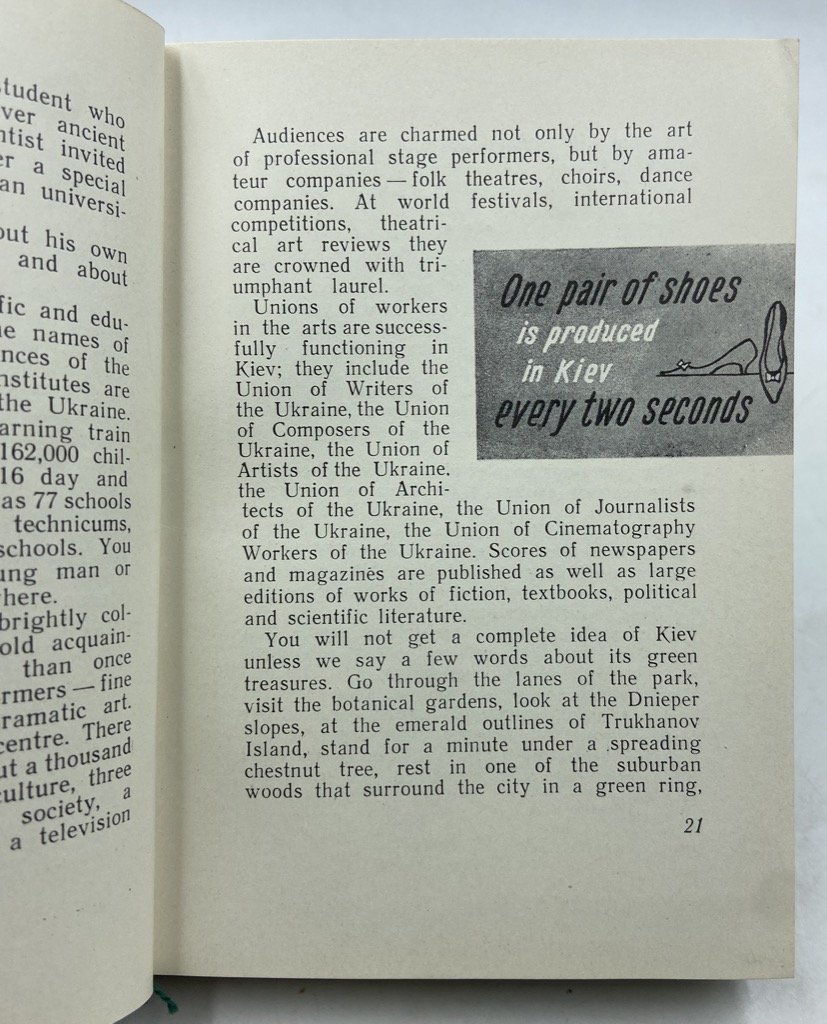 student who
ver ancient
ntist invited
er a special
an universi-
out his own
and about
fic and edu-
ne names of
nces of the
nstitutes are
the Ukraine.
arning train
162,000 chil-
16 day and
as 77 schools
technicums,
schools. You
ung man or
here.
brightly col-
old acquain-
than once
rmers — fine
ramatic art.
centre. There
ut a thousand
culture, three
society, a
a television
Audiences are charmed not only by the art
of professional stage performers, but by ama-
teur companies — folk theatres, choirs, dance
companies. At world festivals, international
competitions, theatri-
cal art reviews they
are crowned with tri-
umphant laurel.
Unions of workers
in the arts are success-
fully functioning in
Kiev; they include the
Union of Writers of
the Ukraine, the Union
of Composers of the
Ukraine, the Union of
Artists of the Ukraine.
the Union of Archi-
tects of the Ukraine, the Union of Journalists
of the Ukraine, the Union of Cinematography
Workers of the Ukraine. Scores of newspapers
and magazines are published as well as large
editions of works of fiction, textbooks, political
and scientific literature.
One pair of shoes
is produced
in Kiev
every two seconds
You will not get a complete idea of Kiev
unless we say a few words about its green
treasures. Go through the lanes of the park,
visit the botanical gardens, look at the Dnieper
slopes, at the emerald outlines of Trukhanov
Island, stand for a minute under a spreading
chestnut tree, rest in one of the suburban
woods that surround the city in a green ring,
21